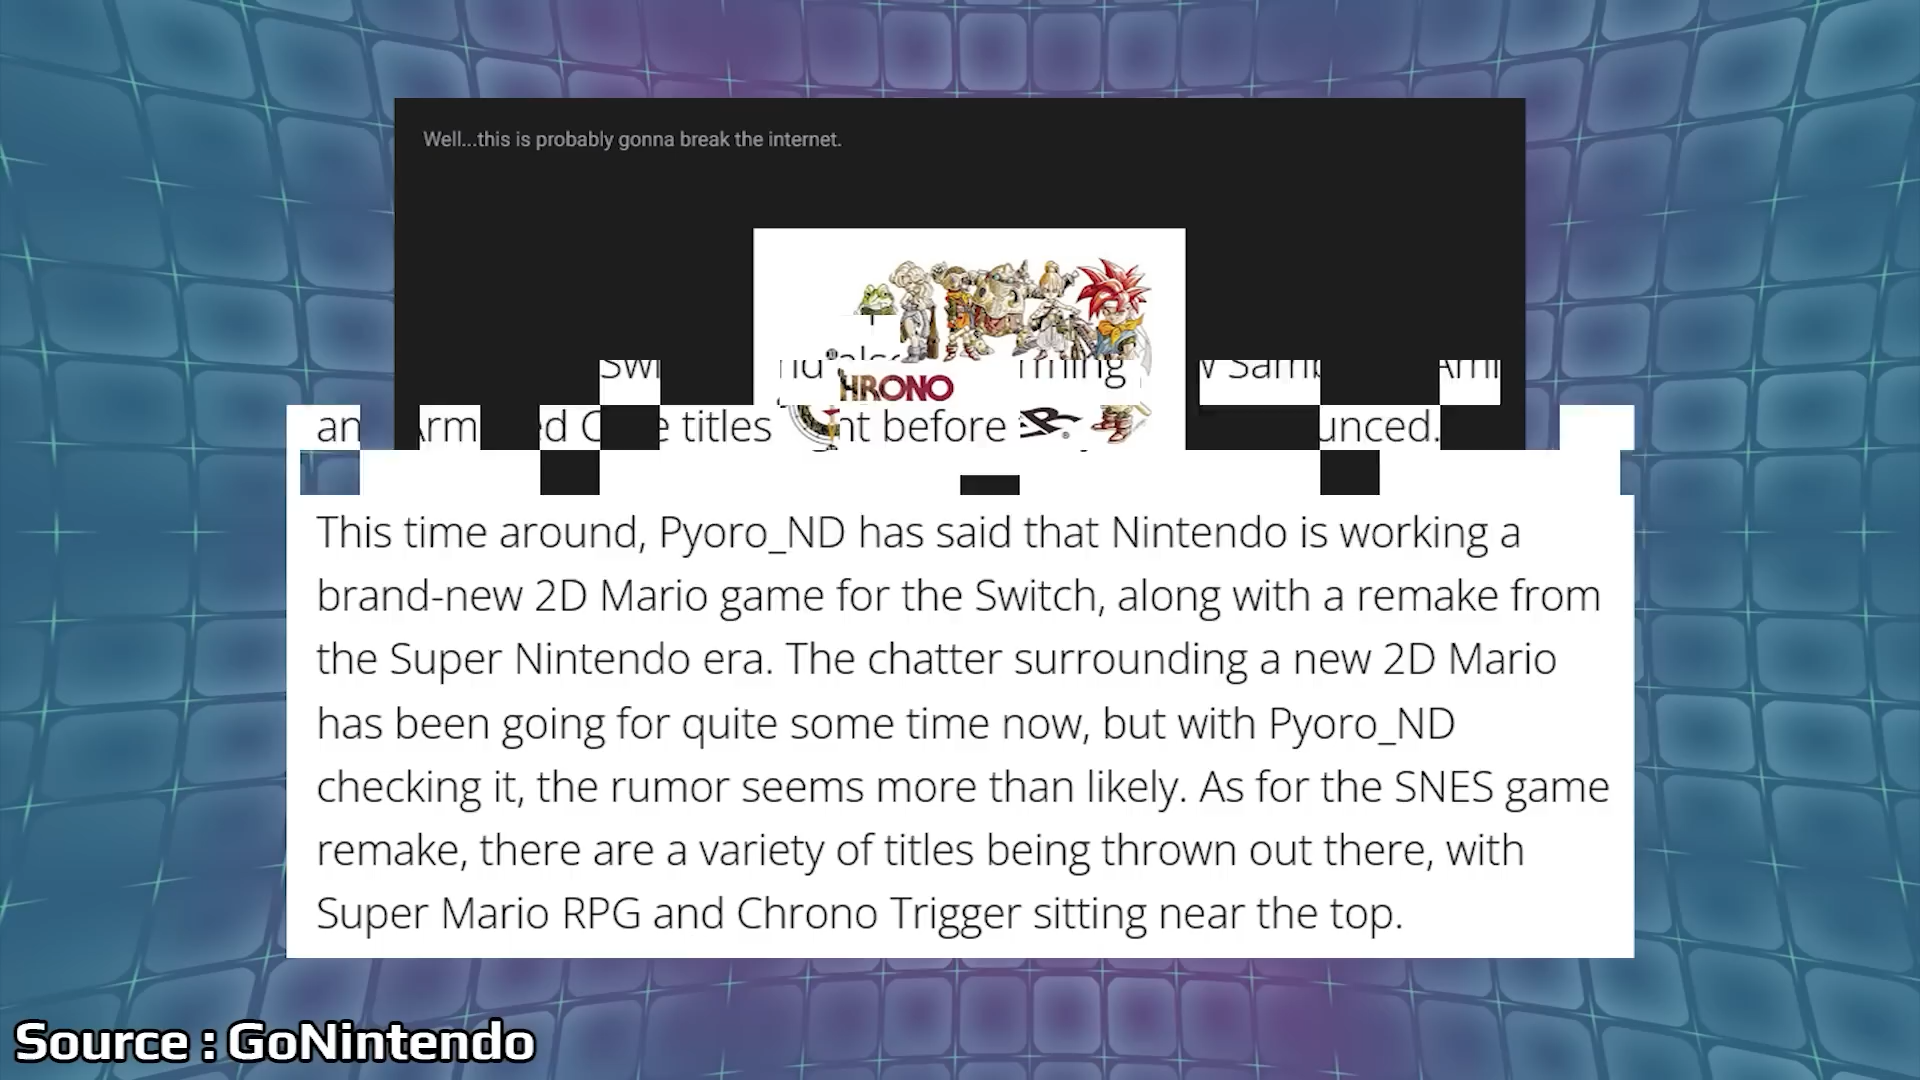 Well...this is probably gonna break the internet.
HRONO
titles
before
This time around, Pyoro_ND has said that Nintendo is working a
brand-new 2D Mario game for the Switch, along with a remake from
the Super Nintendo era. The chatter surrounding a new 2D Mario
has been going for quite some time now, but with Pyoro_ND
checking it, the rumor seems more than likely. As for the SNES game
remake, there are a variety of titles being thrown out there, with
Super Mario RPG and Chrono Trigger sitting near the top.
Source : GoNintendo